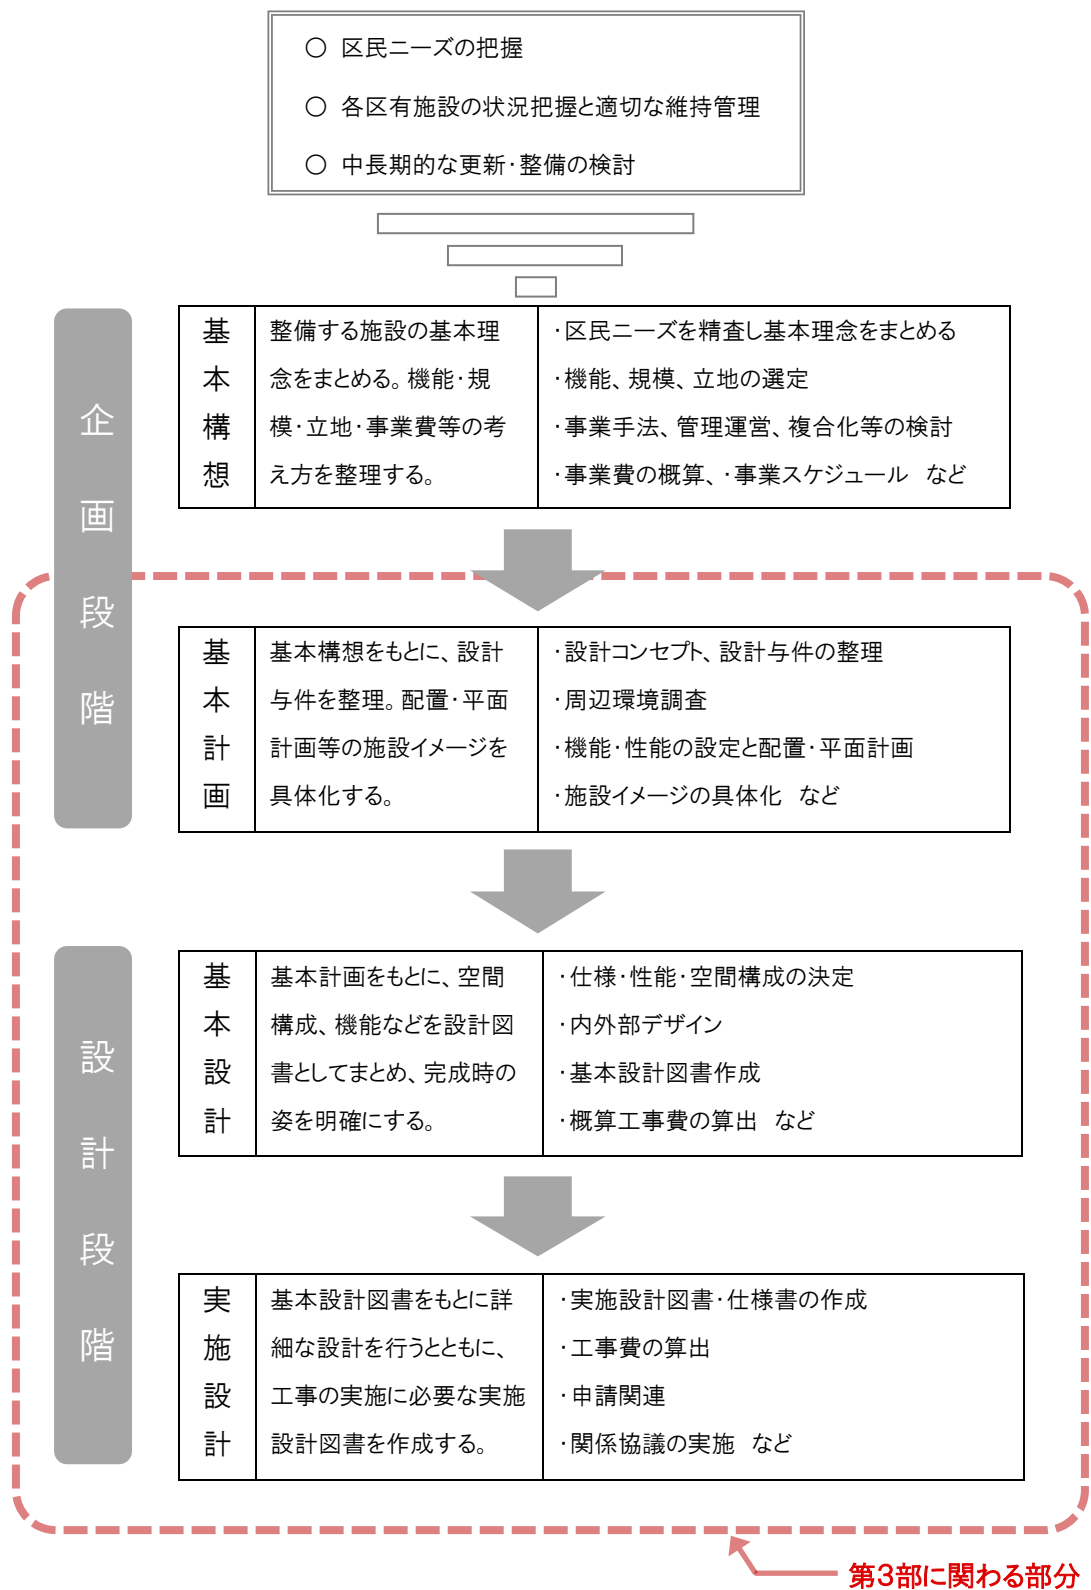 ○ 区民ニーズの把握
○ 各区有施設の状況把握と適切な維持管理
○ 中長期的な更新・整備の検討
企画段階
基本構想
整備する施設の基本理
念をまとめる。機能・規
模・立地・事業費等の考
え方を整理する。
・区民ニーズを精査し基本理念をまとめる
・機能、規模、立地の選定
・事業手法、管理運営、複合化等の検討
・事業費の概算、・事業スケジュール　など
基本計画
基本構想をもとに、設計
与件を整理。配置・平面
計画等の施設イメージを
具体化する。
・設計コンセプト、設計与件の整理
・周辺環境調査
・機能・性能の設定と配置・平面計画
・施設イメージの具体化　など
設計段階
基本設計
基本計画をもとに、空間
構成、機能などを設計図
書としてまとめ、完成時の
姿を明確にする。
・仕様・性能・空間構成の決定
・内外部デザイン
・基本設計図書作成
・概算工事費の算出　など
実施設計
基本設計図書をもとに詳
細な設計を行うとともに、
工事の実施に必要な実施
設計図書を作成する。
・実施設計図書・仕様書の作成
・工事費の算出
・申請関連
・関係協議の実施　など
第3部に関わる部分